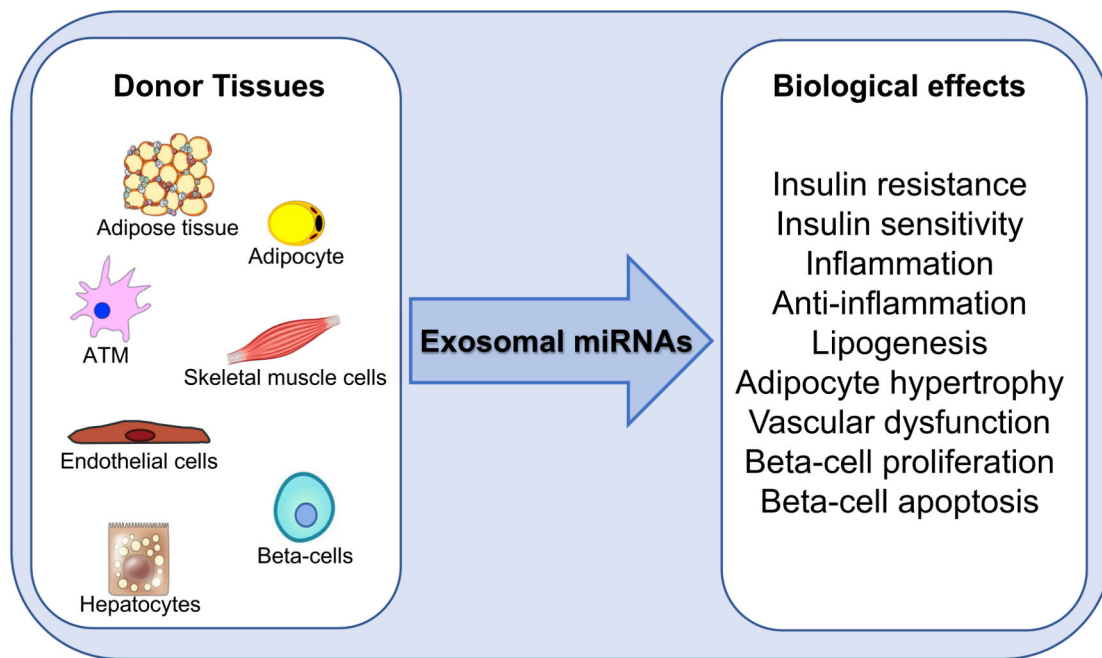 Donor Tissues
Adipose tissue
Adipocyte
ATM
Skeletal muscle cells
Endothelial cells
Beta-cells
Hepatocytes
Exosomal miRNAs
Biological effects
Insulin resistance
Insulin sensitivity
Inflammation
Anti-inflammation
Lipogenesis
Adipocyte hypertrophy
Vascular dysfunction
Beta-cell proliferation
Beta-cell apoptosis